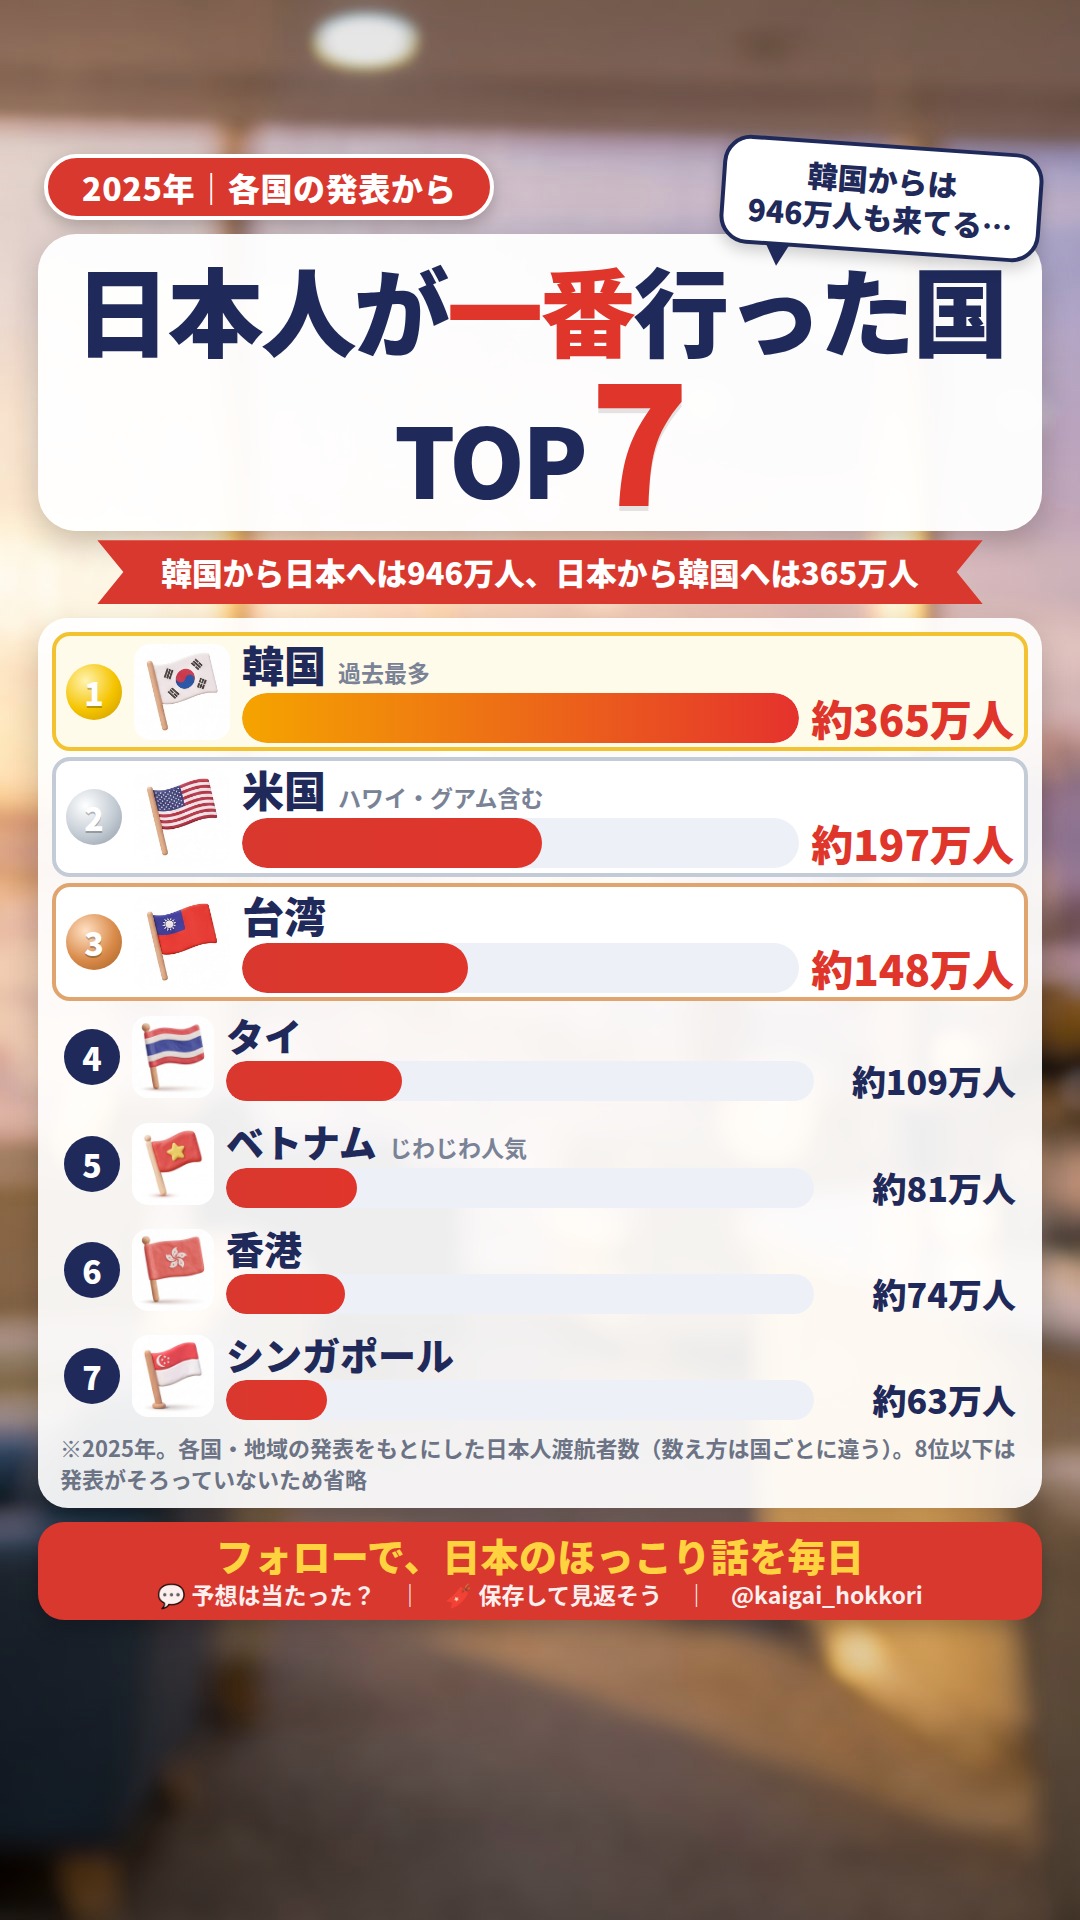 2025年｜各国の発表から
韓国からは
946万人も来てる…
日本人が一番行った国
TOP7
韓国から日本へは946万人、日本から韓国へは365万人
1
韓国 過去最多
約365万人
2
米国 ハワイ・グアム含む
約197万人
3
台湾
約148万人
4
タイ
約109万人
5
ベトナム じわじわ人気
約81万人
6
香港
約74万人
7
シンガポール
約63万人
※2025年。各国・地域の発表をもとにした日本人渡航者数（数え方は国ごとに違う）。8位以下は
発表がそろっていないため省略
フォローで、日本のほっこり話を毎日
💬 予想は当たった？ ｜ 🔖 保存して見返そう ｜ @kaigai_hokkori